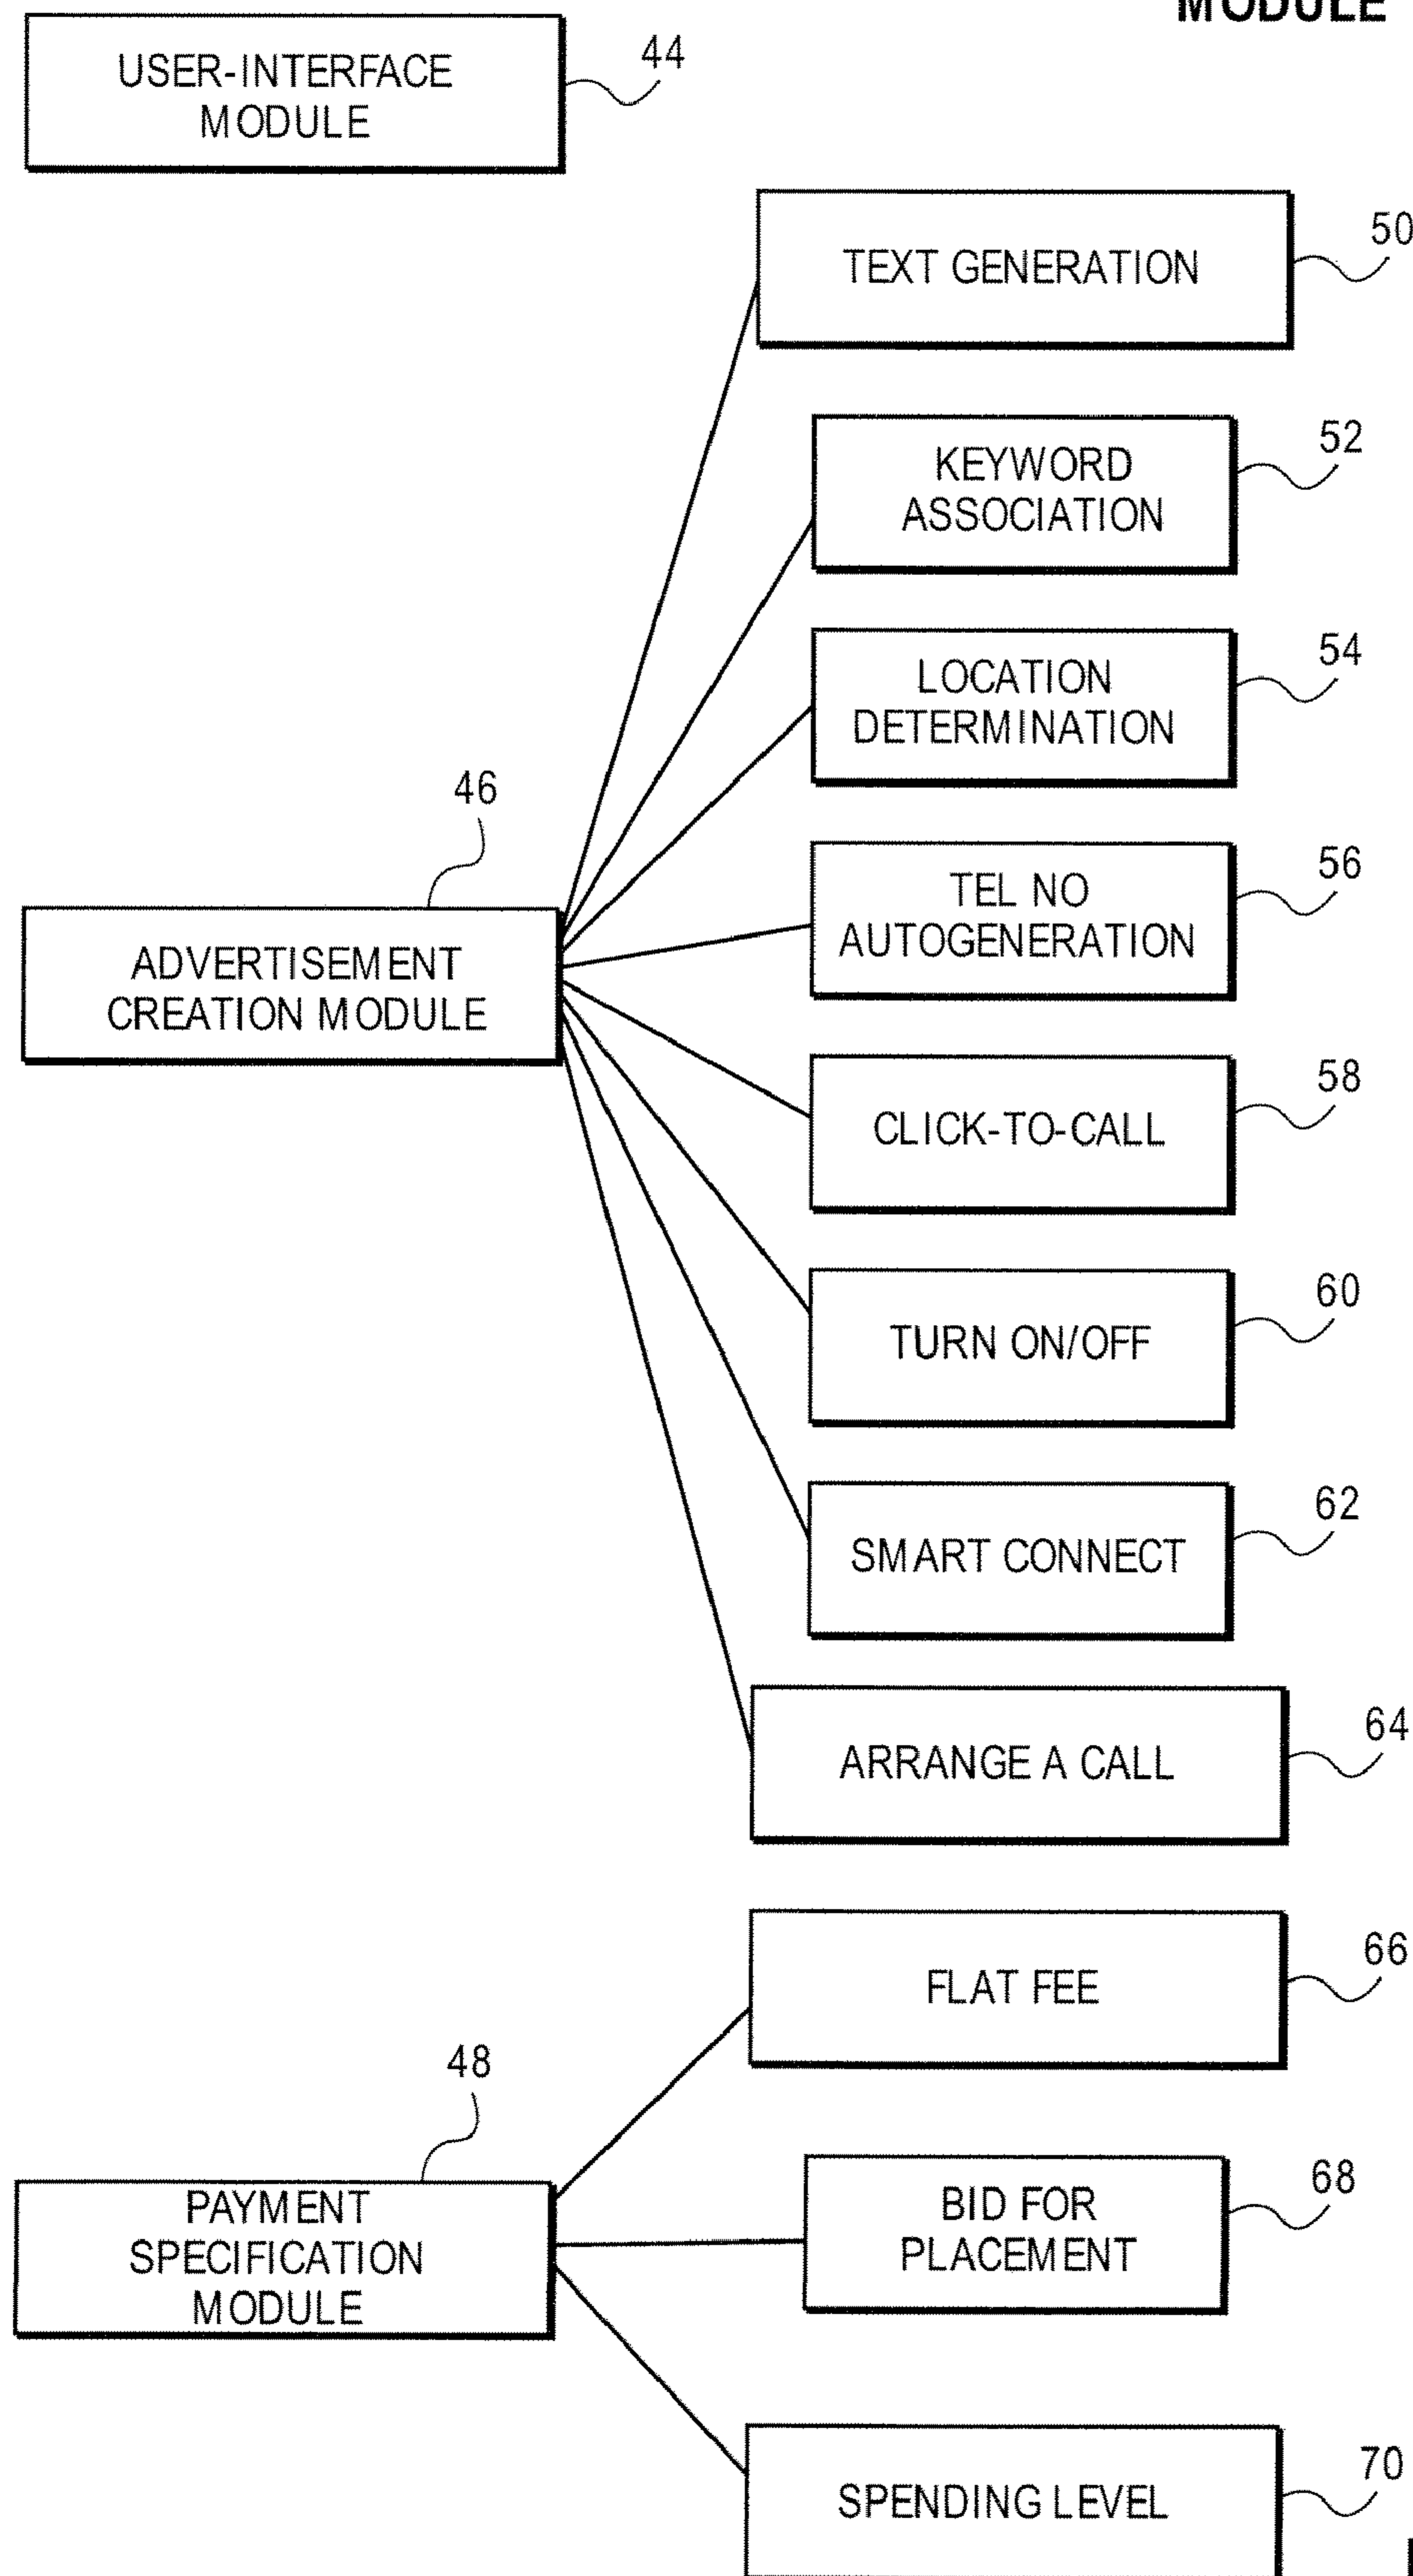 MODULE
USER-INTERFACE
MODULE
44
TEXT GENERATION
50
KEYWORD
ASSOCIATION
52
LOCATION
DETERMINATION
54
46
TEL NO
AUTOGENERATION
56
ADVERTISEMENT
CREATION MODULE
CLICK-TO-CALL
58
TURN ON/OFF
60
SMART CONNECT
62
ARRANGE A CALL
64
FLAT FEE
66
48
PAYMENT
SPECIFICATION
MODULE
BID FOR
PLACEMENT
68
SPENDING LEVEL
70